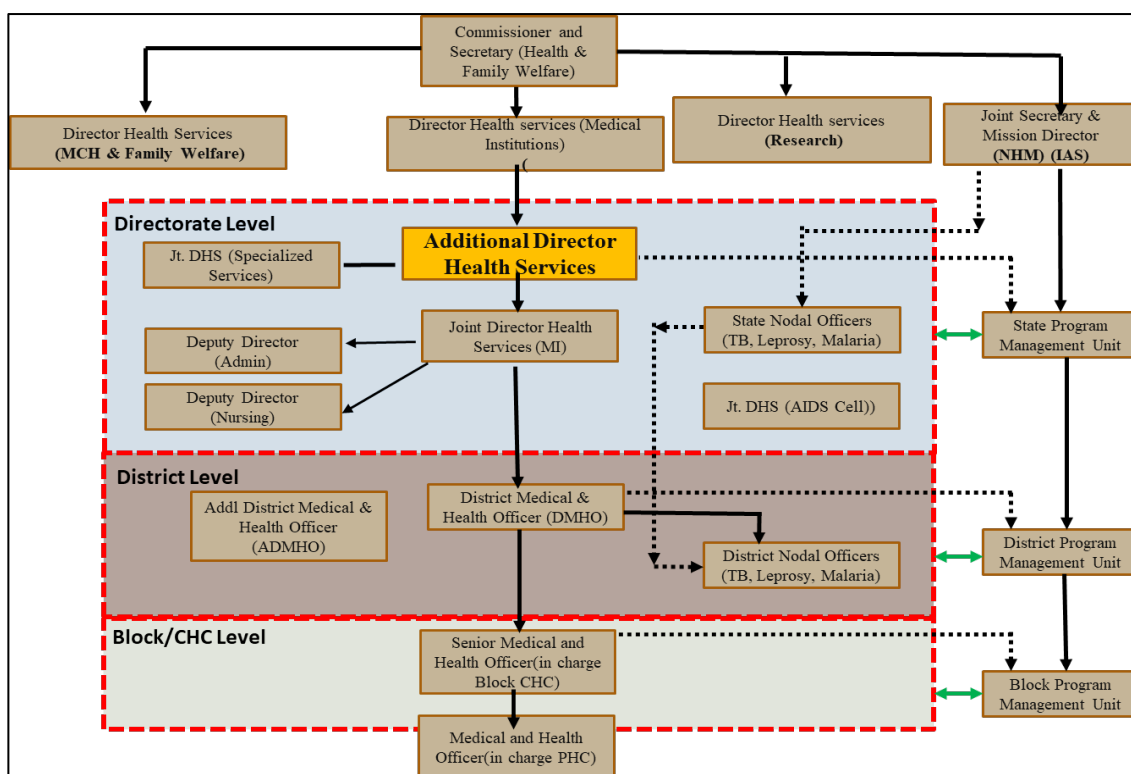 Commissioner and
Secretary (Health &
Family Welfare)
Director Health Services
(MCH & Family Welfare)
Director Health services (Medical
Institutions)
(
Director Health services
(Research)
Joint Secretary &
Mission Director
(NHM) (IAS)
Directorate Level
Jt. DHS (Specialized
Services)
Additional Director
Health Services
Deputy Director
(Admin)
Joint Director Health
Services (MI)
State Nodal Officers
(TB, Leprosy, Malaria)
State Program
Management Unit
Deputy Director
(Nursing)
Jt. DHS (AIDS Cell))
District Level
Addl District Medical &
Health Officer
(ADMHO)
District Medical &
Health Officer (DMHO)
District Nodal Officers
(TB, Leprosy, Malaria)
District Program
Management Unit
Block/CHC Level
Senior Medical and
Health Officer(in charge
Block CHC)
Block Program
Management Unit
Medical and Health
Officer(in charge PHC)